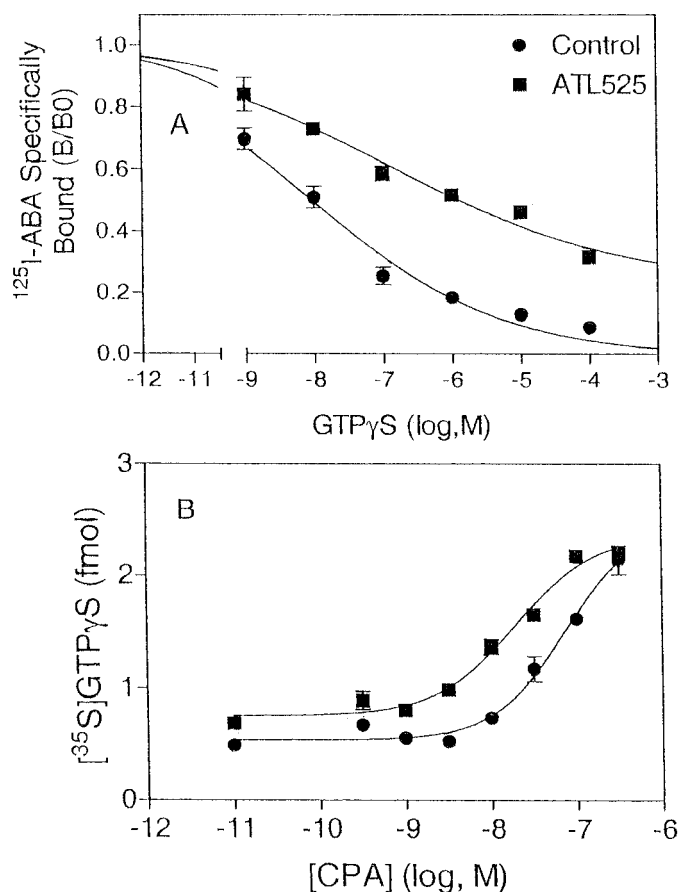 1.0
0.8
0.6
0.4
0.2
0.0
¹²⁵I-ABA Specifically
Bound (B/B0)
A
Control
ATL525
-12 -11 -9 -8 -7 -6 -5 -4 -3
GTPγS (log,M)
3
2
1
0
[³⁵S]GTPγS (fmol)
B
-12 -11 -10 -9 -8 -7 -6
[CPA] (log, M)